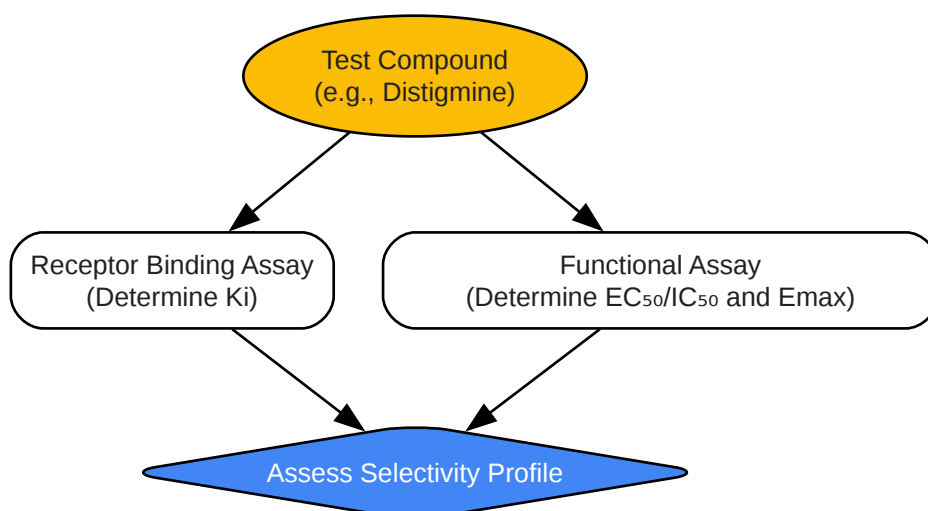 Test Compound
(e.g., Distigmine)
Receptor Binding Assay
(Determine Ki)
Functional Assay
(Determine EC₅₀/IC₅₀ and Emax)
Assess Selectivity Profile